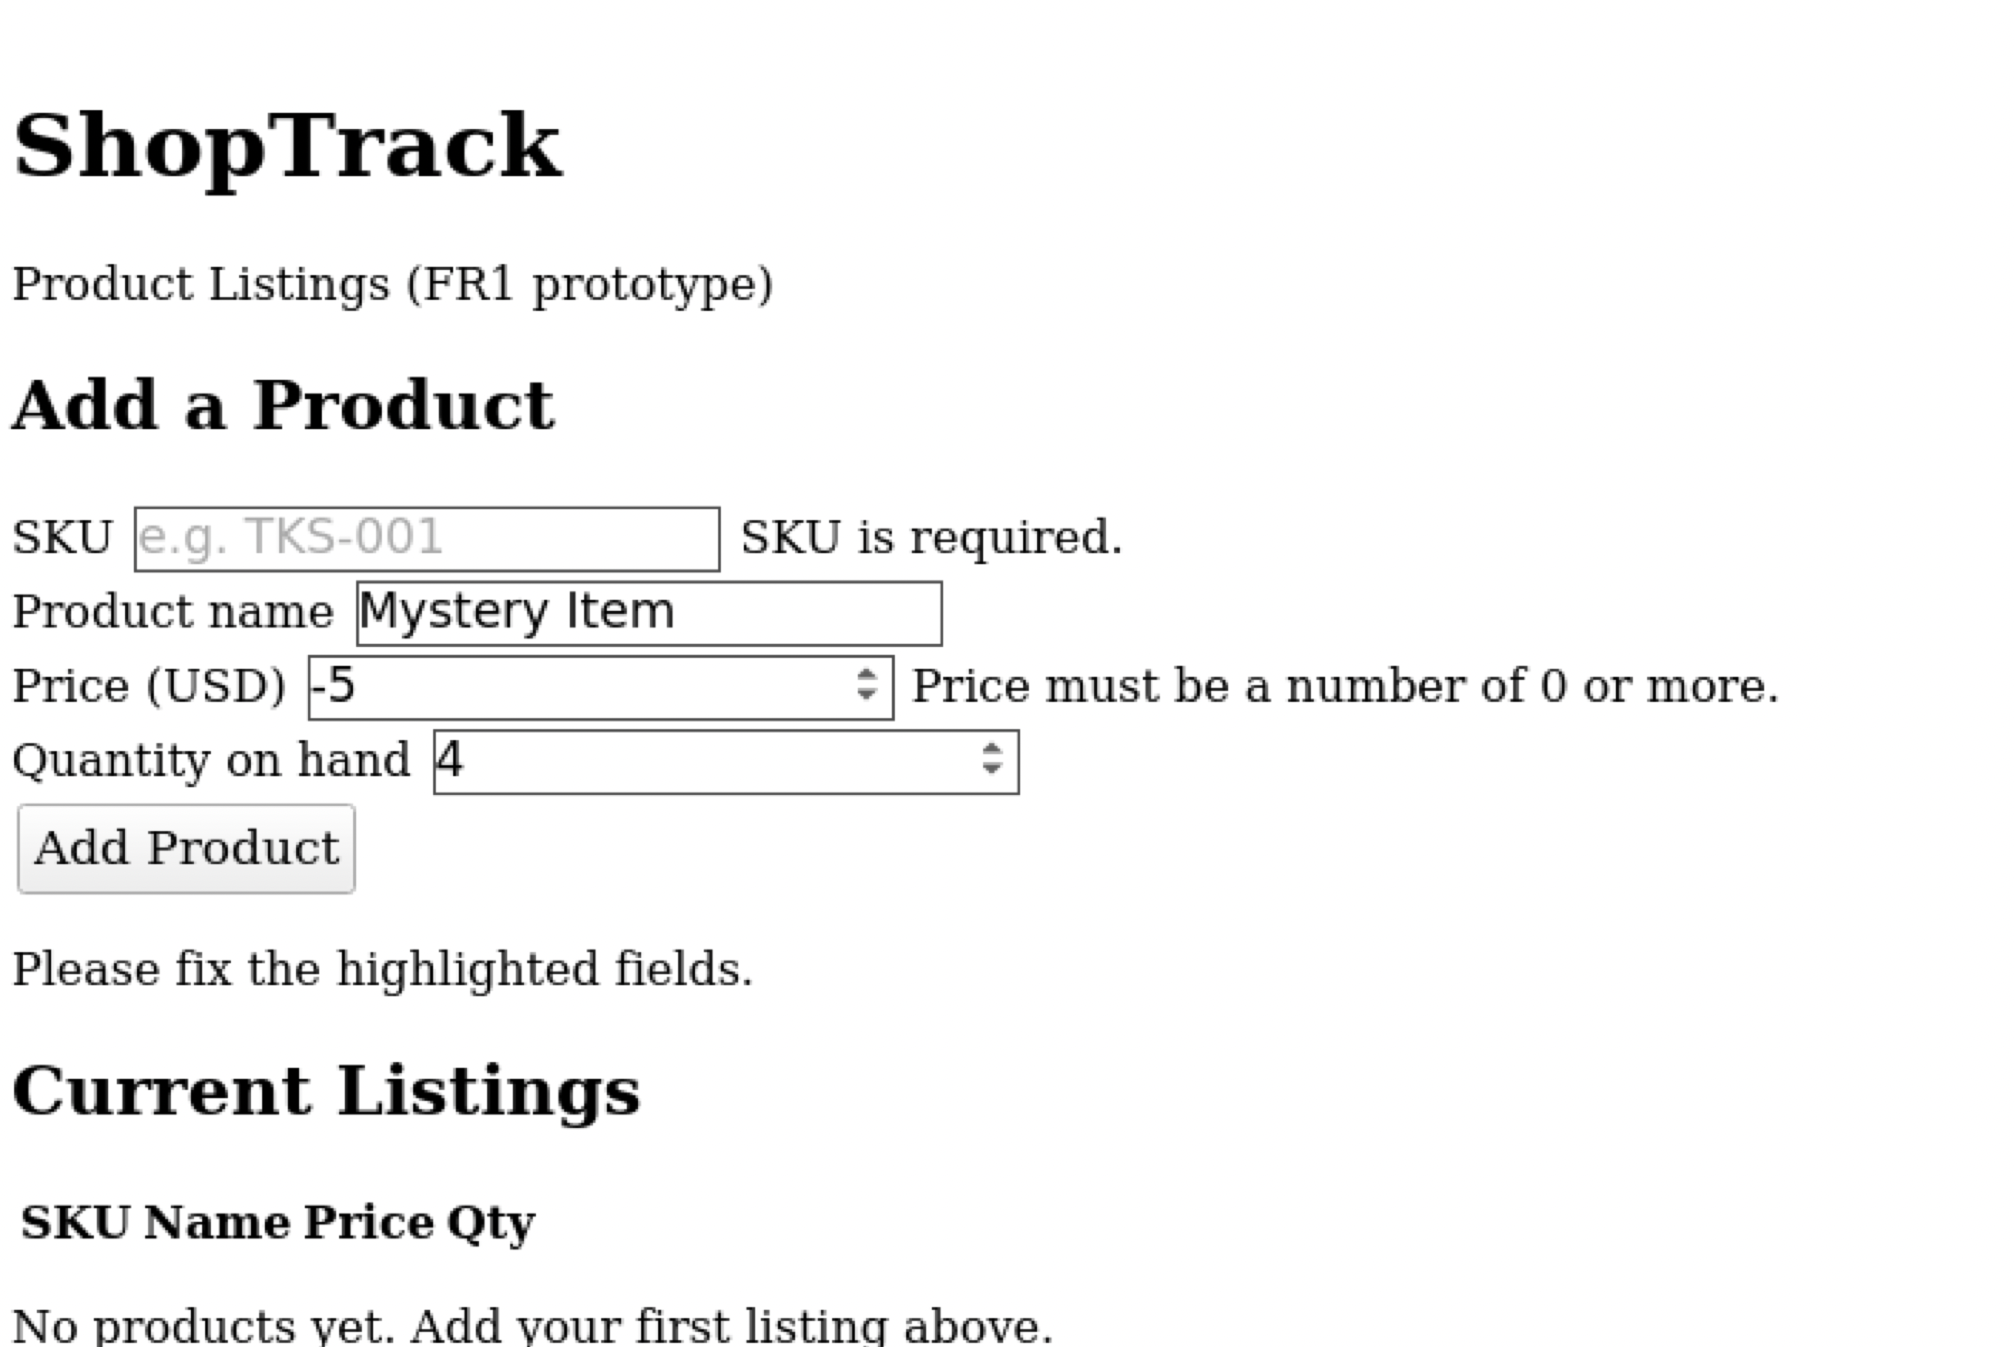 ShopTrack
Product Listings (FR1 prototype)
Add a Product
SKU e.g. TKS-001 SKU is required.
Product name Mystery Item
Price (USD) -5 Price must be a number of 0 or more.
Quantity on hand 4
Add Product
Please fix the highlighted fields.
Current Listings
SKU Name Price Qty
No products yet. Add your first listing above.